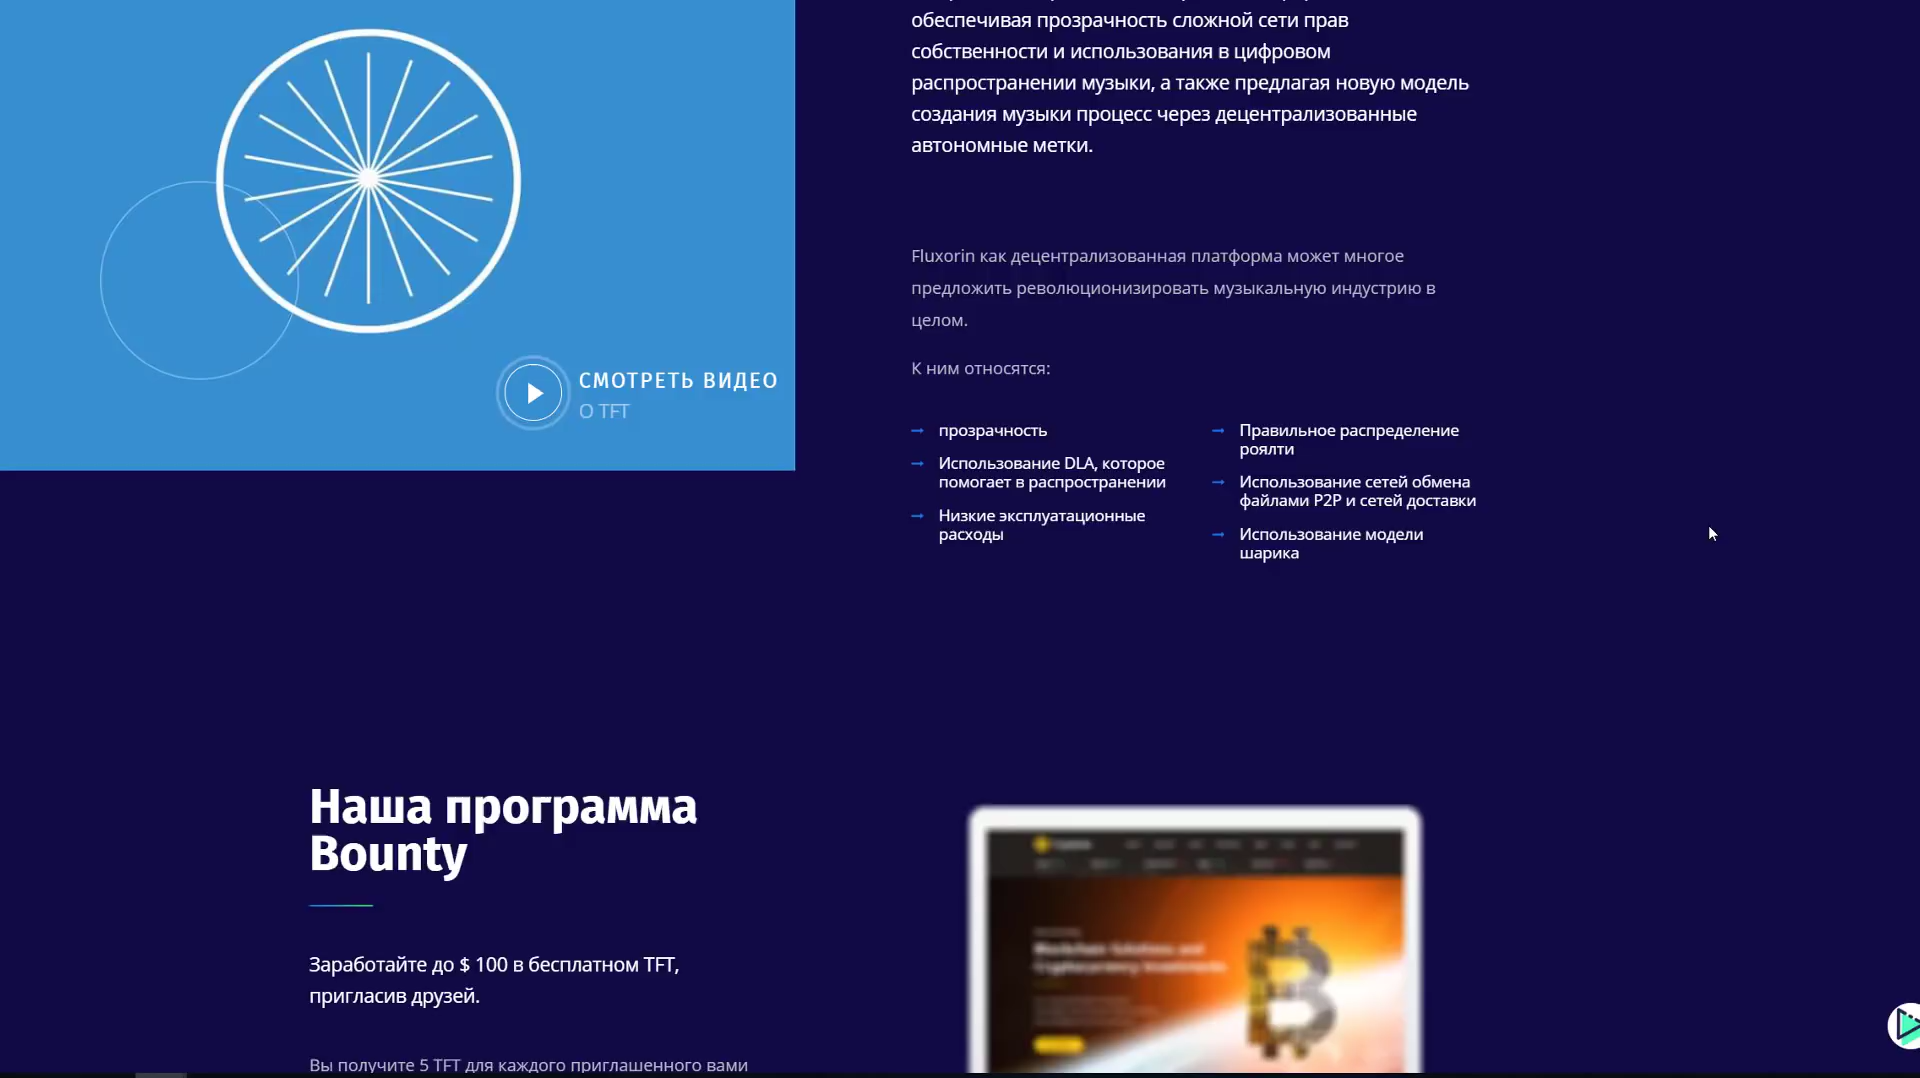 обеспечивая прозрачность сложной сети прав
собственности и использования в цифровом
распространении музыки, а также предлагая новую модель
создания музыки процесс через децентрализованные
автономные метки.
Fluxorin как децентрализованная платформа может многое
предложить революционизировать музыкальную индустрию в
целом.
К ним относятся:
СМОТРЕТЬ ВИДЕО
О TFT
прозрачность
Использование DLA, которое
помогает в распространении
Низкие эксплуатационные
расходы
Правильное распределение
роялти
Использование сетей обмена
файлами P2P и сетей доставки
Использование модели
шарика
Наша программа
Bounty
Заработайте до $ 100 в бесплатном TFT,
пригласив друзей.
Вы получите 5 TFT для каждого приглашенного вами